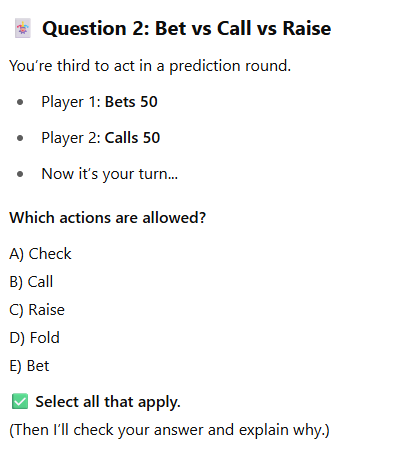 🃏 Question 2: Bet vs Call vs Raise
You’re third to act in a prediction round.
• Player 1: Bets 50
• Player 2: Calls 50
• Now it’s your turn...
Which actions are allowed?
A) Check
B) Call
C) Raise
D) Fold
E) Bet
✅ Select all that apply.
(Then I’ll check your answer and explain why.)